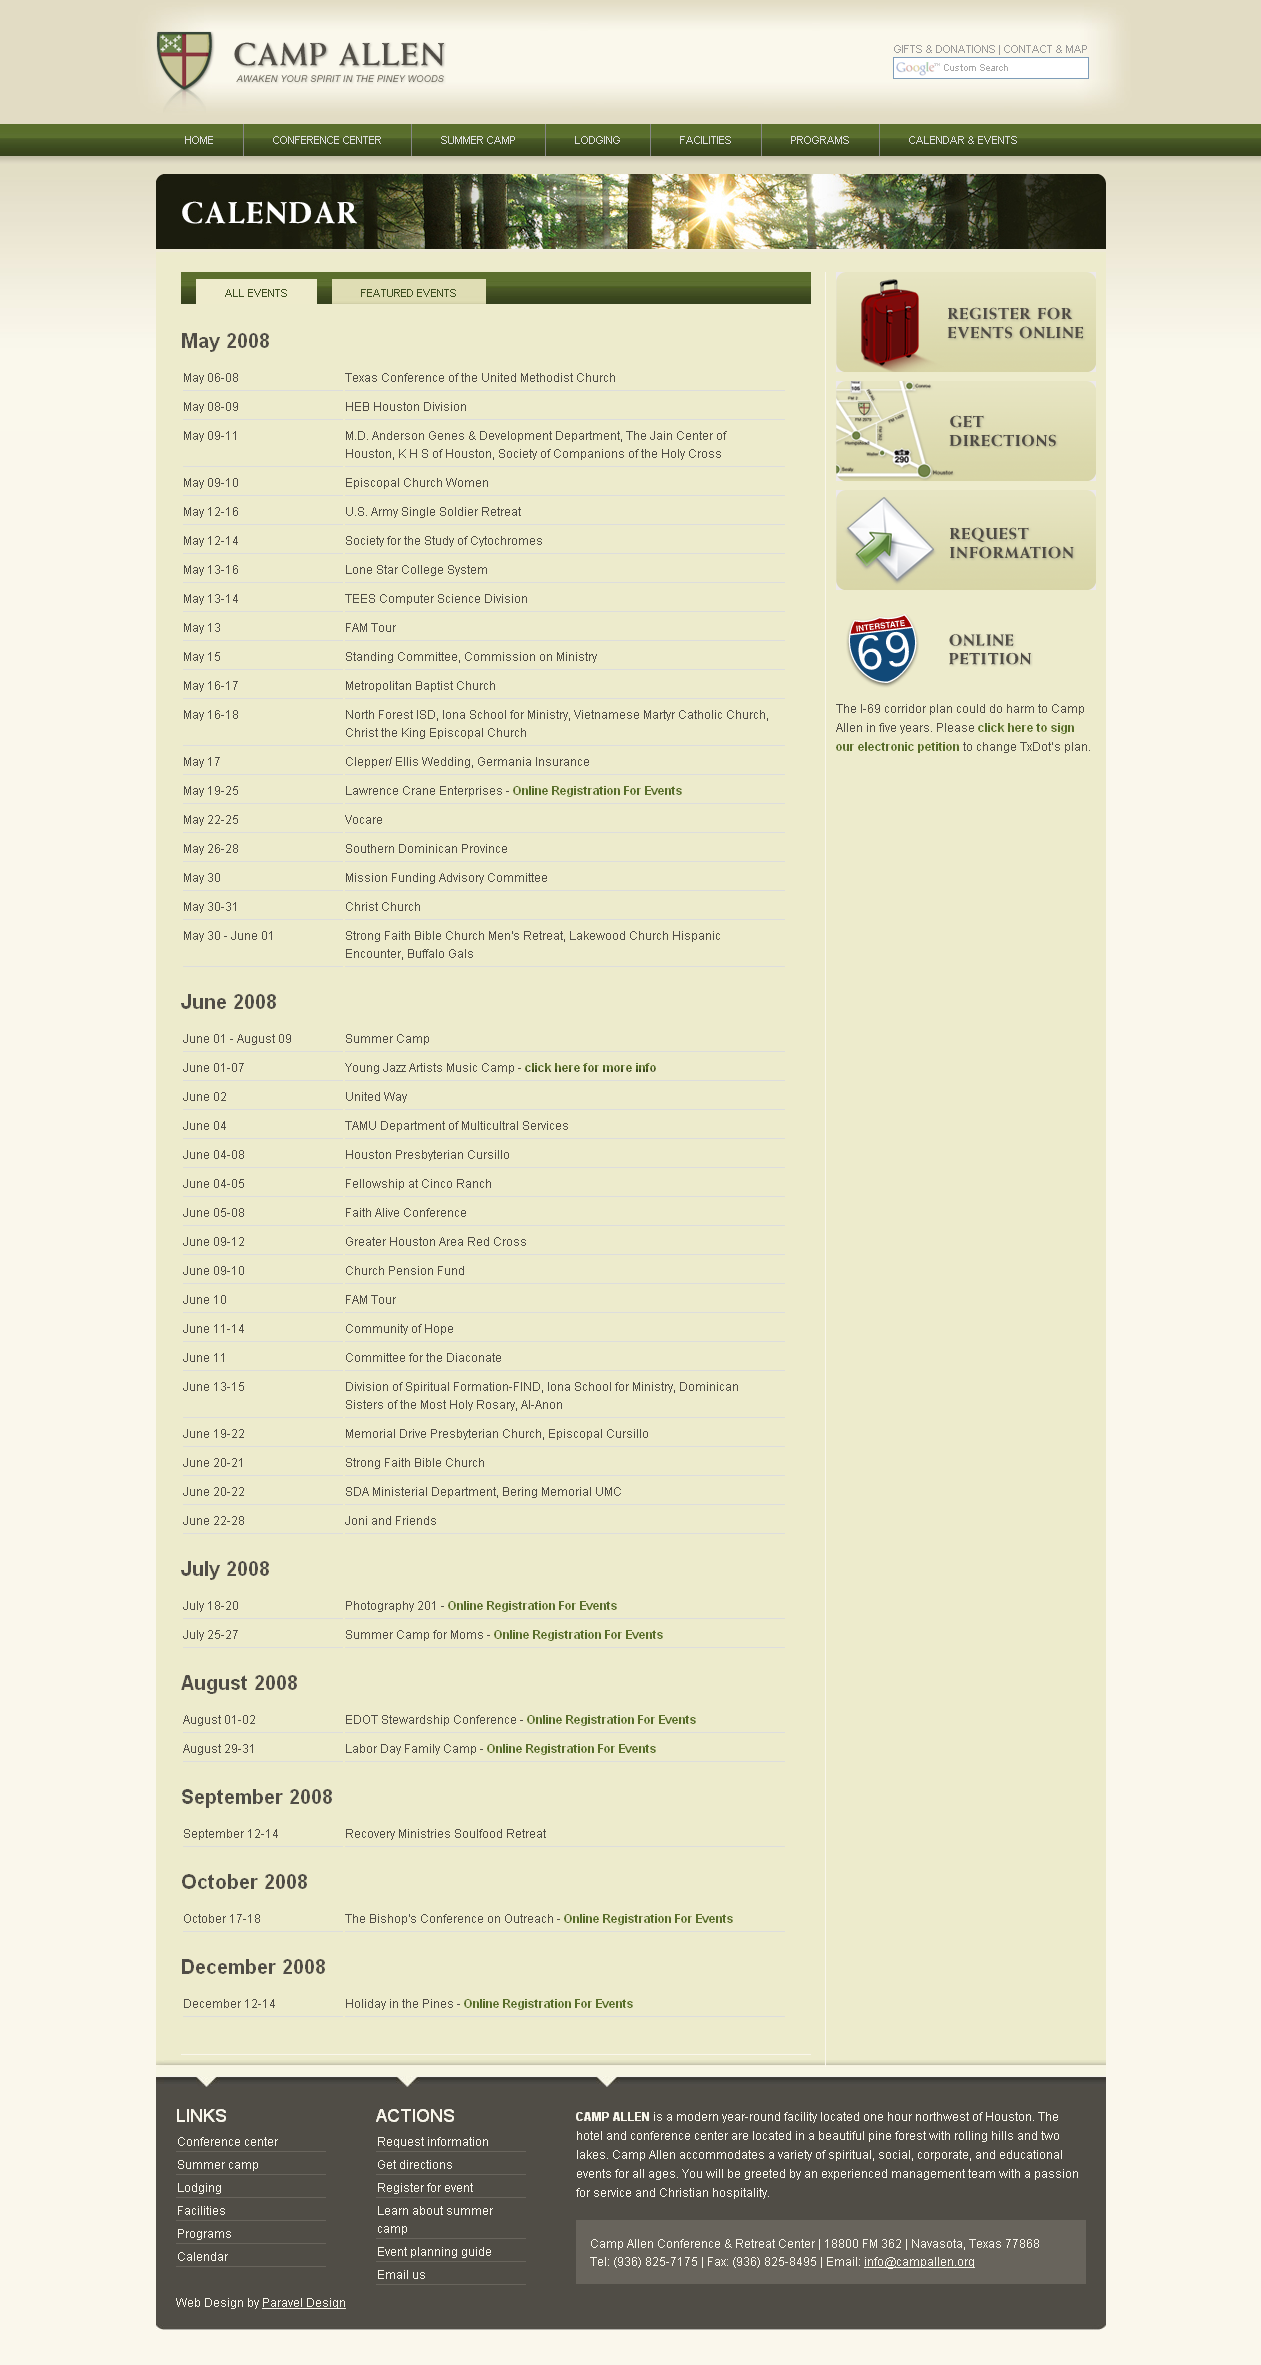 CAMP ALLEN
AWAKEN YOUR SPIRIT IN THE PINEY WOODS
GIFTS & DONATIONS | CONTACT & MAP
Google™ Custom Search
HOME
CONFERENCE CENTER
SUMMER CAMP
LODGING
FACILITIES
PROGRAMS
CALENDAR & EVENTS
CALENDAR
ALL EVENTS
FEATURED EVENTS
May 2008
May 06-08 Texas Conference of the United Methodist Church
May 08-09 HEB Houston Division
May 09-11 M.D. Anderson Genes & Development Department, The Jain Center of
Houston, K H S of Houston, Society of Companions of the Holy Cross
May 09-10 Episcopal Church Women
May 12-16 U.S. Army Single Soldier Retreat
May 12-14 Society for the Study of Cytochromes
May 13-16 Lone Star College System
May 13-14 TEES Computer Science Division
May 13 FAM Tour
May 15 Standing Committee, Commission on Ministry
May 16-17 Metropolitan Baptist Church
May 16-18 North Forest ISD, Iona School for Ministry, Vietnamese Martyr Catholic Church,
Christ the King Episcopal Church
May 17 Clepper/ Ellis Wedding, Germania Insurance
May 19-25 Lawrence Crane Enterprises - Online Registration For Events
May 22-25 Vocare
May 26-28 Southern Dominican Province
May 30 Mission Funding Advisory Committee
May 30-31 Christ Church
May 30 - June 01 Strong Faith Bible Church Men's Retreat, Lakewood Church Hispanic
Encounter, Buffalo Gals
June 2008
June 01 - August 09 Summer Camp
June 01-07 Young Jazz Artists Music Camp - click here for more info
June 02 United Way
June 04 TAMU Department of Multicultral Services
June 04-08 Houston Presbyterian Cursillo
June 04-05 Fellowship at Cinco Ranch
June 05-08 Faith Alive Conference
June 09-12 Greater Houston Area Red Cross
June 09-10 Church Pension Fund
June 10 FAM Tour
June 11-14 Community of Hope
June 11 Committee for the Diaconate
June 13-15 Division of Spiritual Formation-FIND, Iona School for Ministry, Dominican
Sisters of the Most Holy Rosary, Al-Anon
June 19-22 Memorial Drive Presbyterian Church, Episcopal Cursillo
June 20-21 Strong Faith Bible Church
June 20-22 SDA Ministerial Department, Bering Memorial UMC
June 22-28 Joni and Friends
July 2008
July 18-20 Photography 201 - Online Registration For Events
July 25-27 Summer Camp for Moms - Online Registration For Events
August 2008
August 01-02 EDOT Stewardship Conference - Online Registration For Events
August 29-31 Labor Day Family Camp - Online Registration For Events
September 2008
September 12-14 Recovery Ministries Soulfood Retreat
October 2008
October 17-18 The Bishop's Conference on Outreach - Online Registration For Events
December 2008
December 12-14 Holiday in the Pines - Online Registration For Events
REGISTER FOR
EVENTS ONLINE
290
Houston
GET
DIRECTIONS
REQUEST
INFORMATION
INTERSTATE
69
ONLINE
PETITION
The I-69 corridor plan could do harm to Camp
Allen in five years. Please click here to sign
our electronic petition to change TxDot's plan.
LINKS
Conference center
Summer camp
Lodging
Facilities
Programs
Calendar
Web Design by Paravel Design
ACTIONS
Request information
Get directions
Register for event
Learn about summer
camp
Event planning guide
Email us
CAMP ALLEN is a modern year-round facility located one hour northwest of Houston. The
hotel and conference center are located in a beautiful pine forest with rolling hills and two
lakes. Camp Allen accommodates a variety of spiritual, social, corporate, and educational
events for all ages. You will be greeted by an experienced management team with a passion
for service and Christian hospitality.
Camp Allen Conference & Retreat Center | 18800 FM 362 | Navasota, Texas 77868
Tel: (936) 825-7175 | Fax: (936) 825-8495 | Email: info@campallen.org